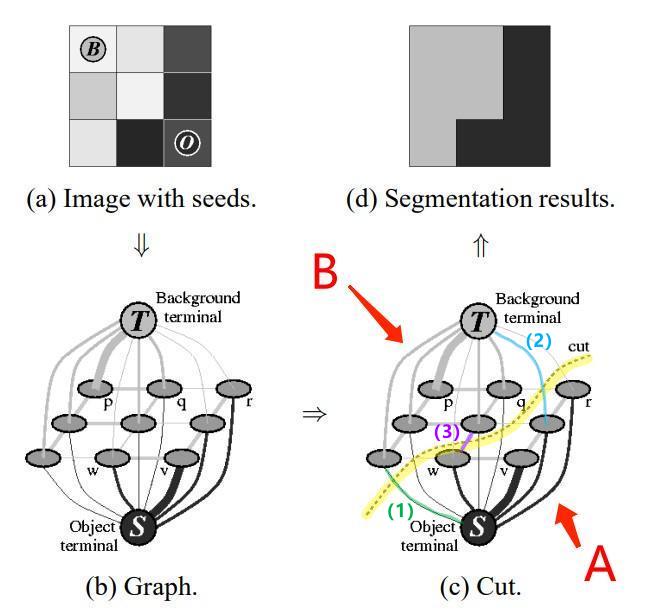 B
O
(a) Image with seeds.
(d) Segmentation results.
⇓
⇑
B
Background
terminal
T
p
q
r
w
v
Object
terminal
S
(b) Graph.
⇒
Background
terminal
T
(2)
cut
p
q
r
(3)
w
v
(1)
Object
terminal
S
A
(c) Cut.